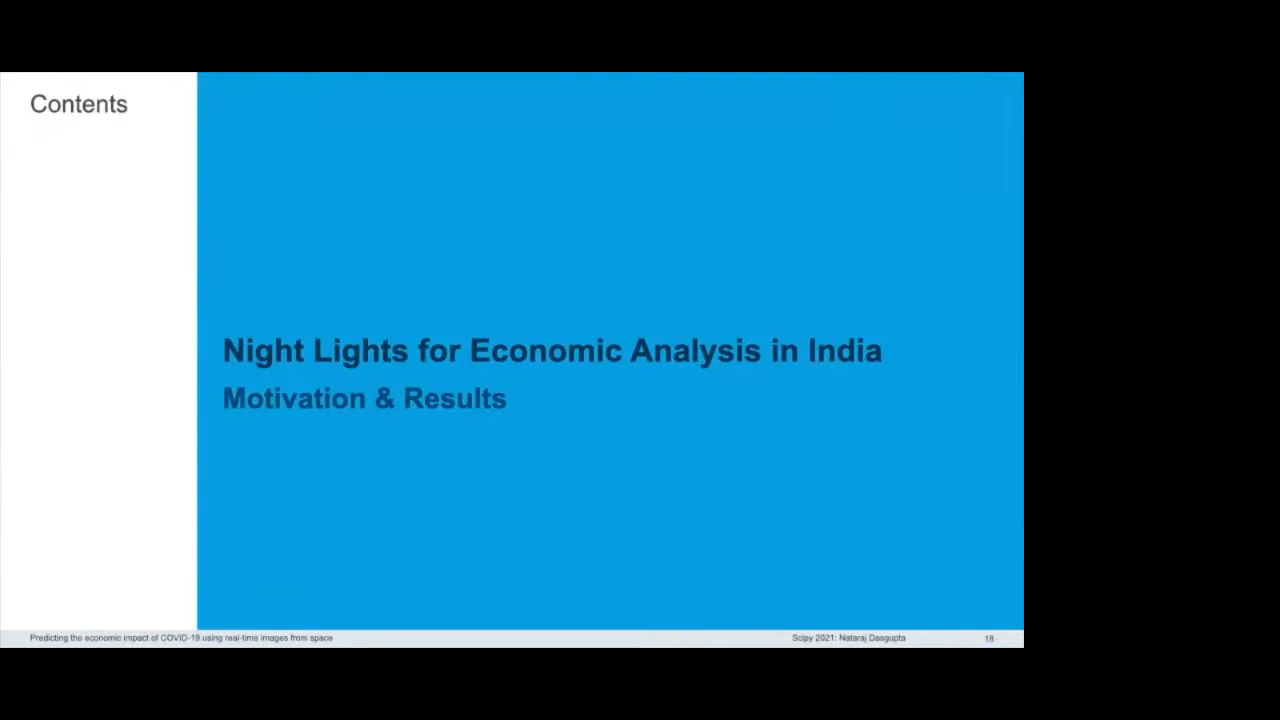 Contents
Night Lights for Economic Analysis in India
Motivation & Results
Predicting the economic impact of COVID-19 using real-time images from space
Scipy 2021: Nataraj Dasgupta
18